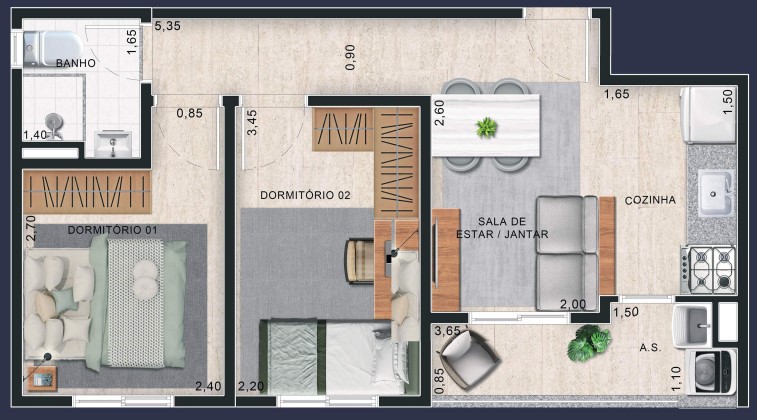 5,35
1,65
BANHO
0,90
1,40
0,85
3,45
2,60
1,65
1,50
DORMITÓRIO 02
COZINHA
2,70
DORMITÓRIO 01
SALA DE
ESTAR / JANTAR
2,00
1,50
3,65
A.S.
0,85
1,10
2,40
2,20